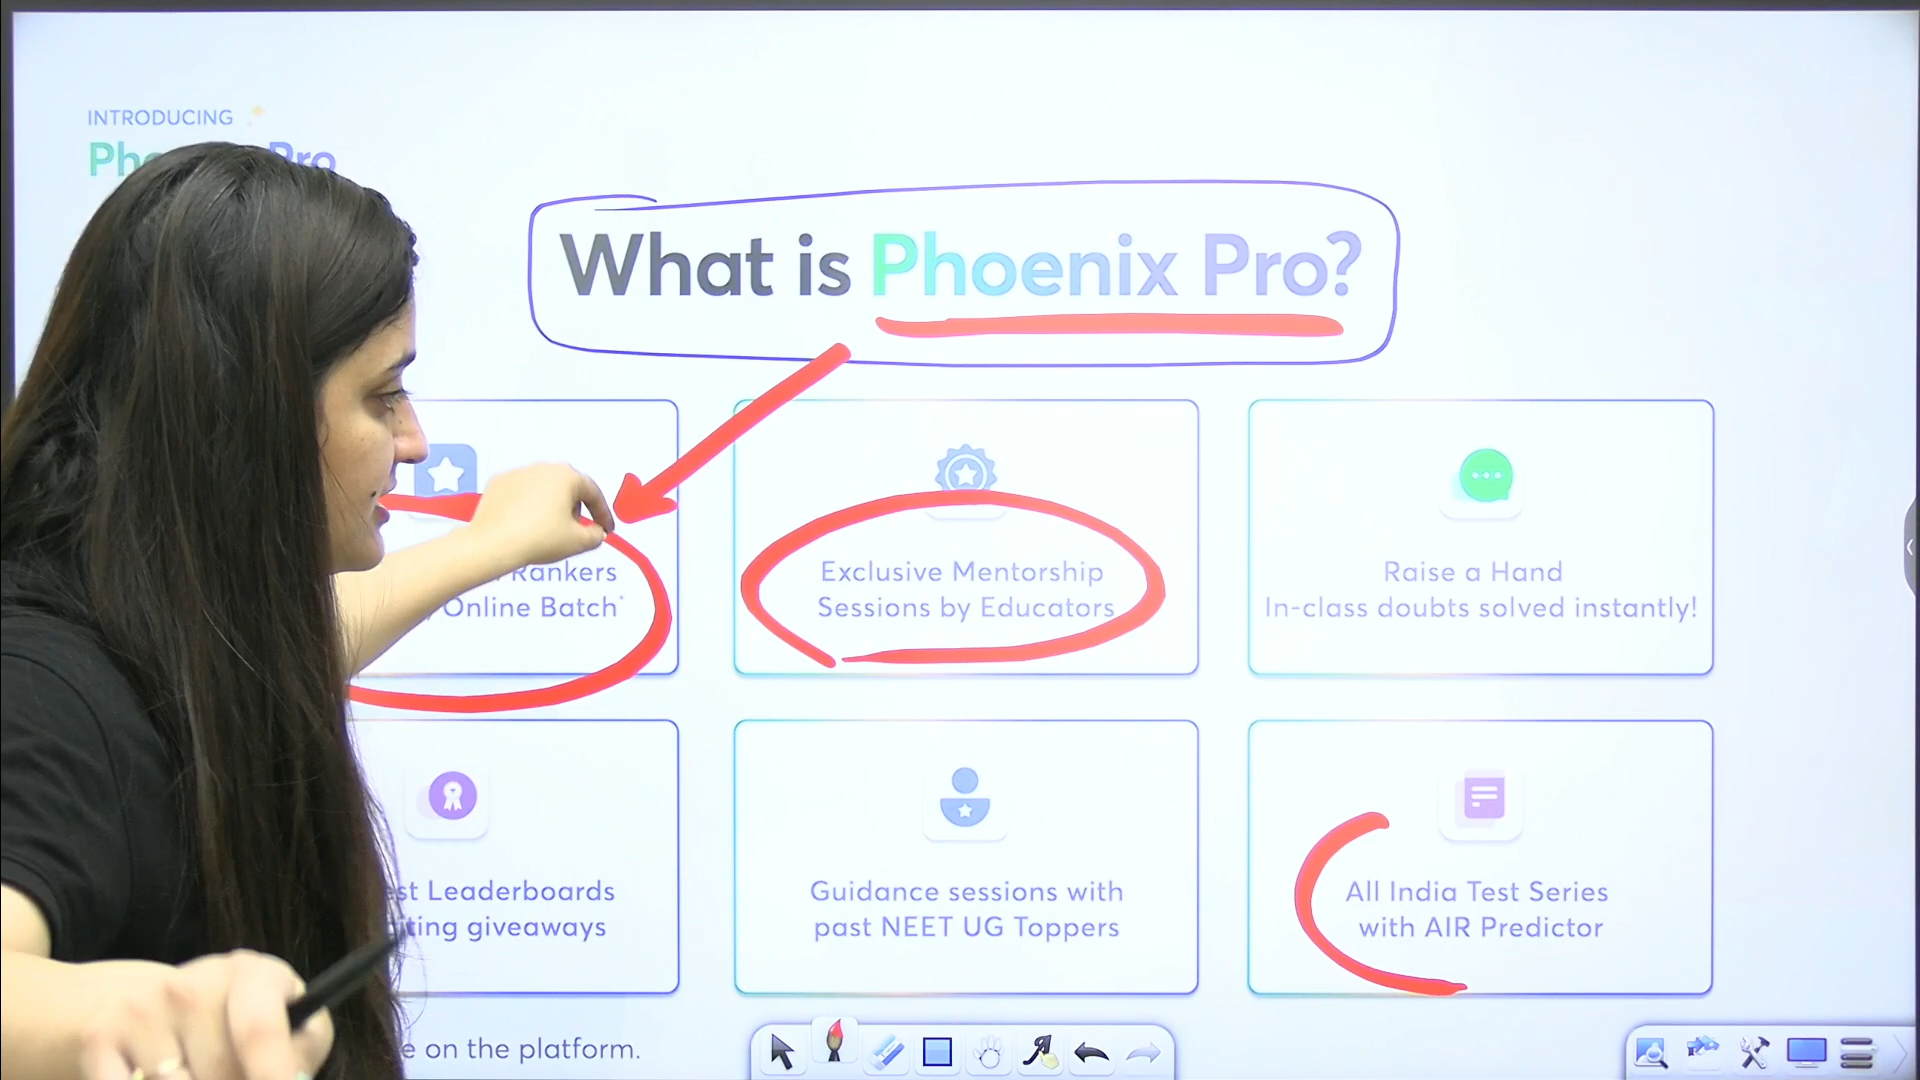 INTRODUCING
Pho Pro
What is Phoenix Pro?
Rankers
Online Batch*
Exclusive Mentorship
Sessions by Educators
Raise a Hand
In-class doubts solved instantly!
Leaderboards
giveaways
Guidance sessions with
past NEET UG Toppers
All India Test Series
with AIR Predictor
on the platform.